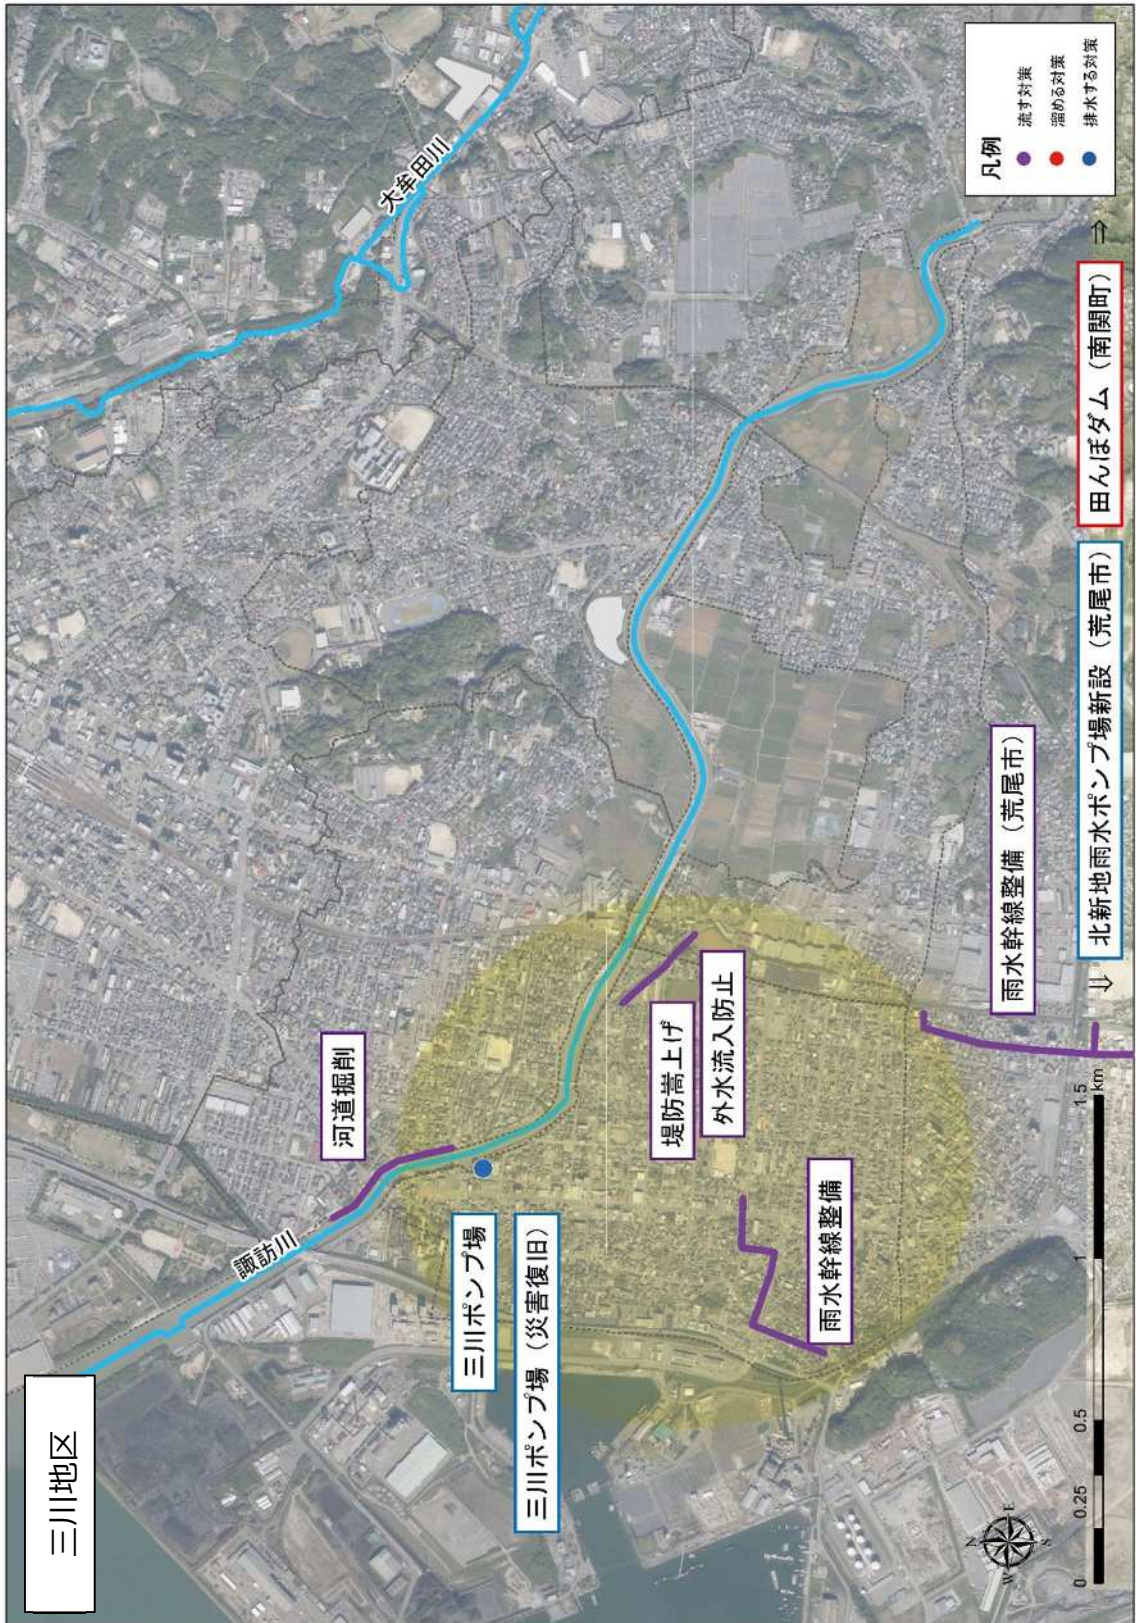 三川地区
大牟田川
諏訪川
河道掘削
三川ポンプ場
三川ポンプ場（災害復旧）
堤防嵩上げ
外水流入防止
雨水幹線整備
雨水幹線整備（荒尾市）
⇦ 北新地雨水ポンプ場新設（荒尾市）
田んぼダム（南関町） ⇨
凡例
流す対策
溜める対策
排水する対策
N
E
S
W
0 0.25 0.5 1 1.5
km